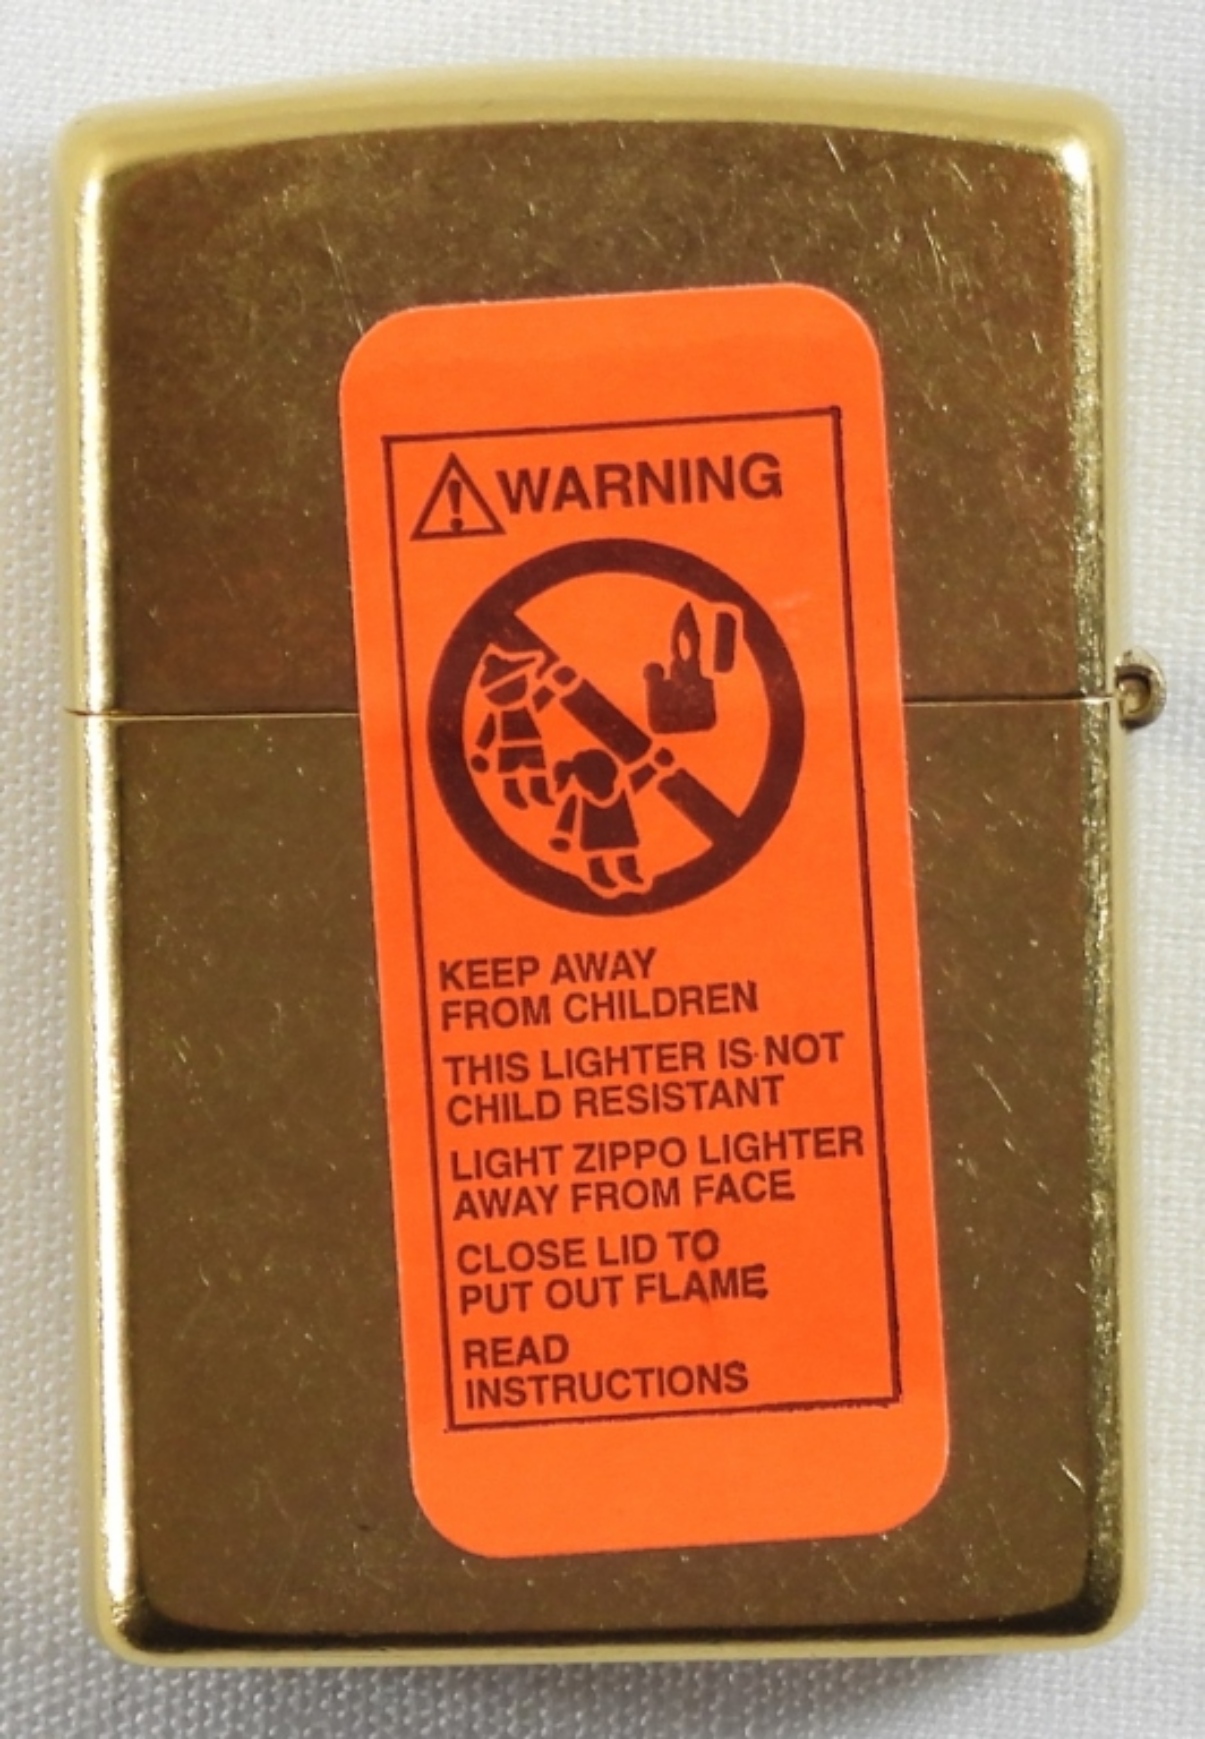 WARNING
KEEP AWAY
FROM CHILDREN
THIS LIGHTER IS NOT
CHILD RESISTANT
LIGHT ZIPPO LIGHTER
AWAY FROM FACE
CLOSE LID TO
PUT OUT FLAME
READ
INSTRUCTIONS